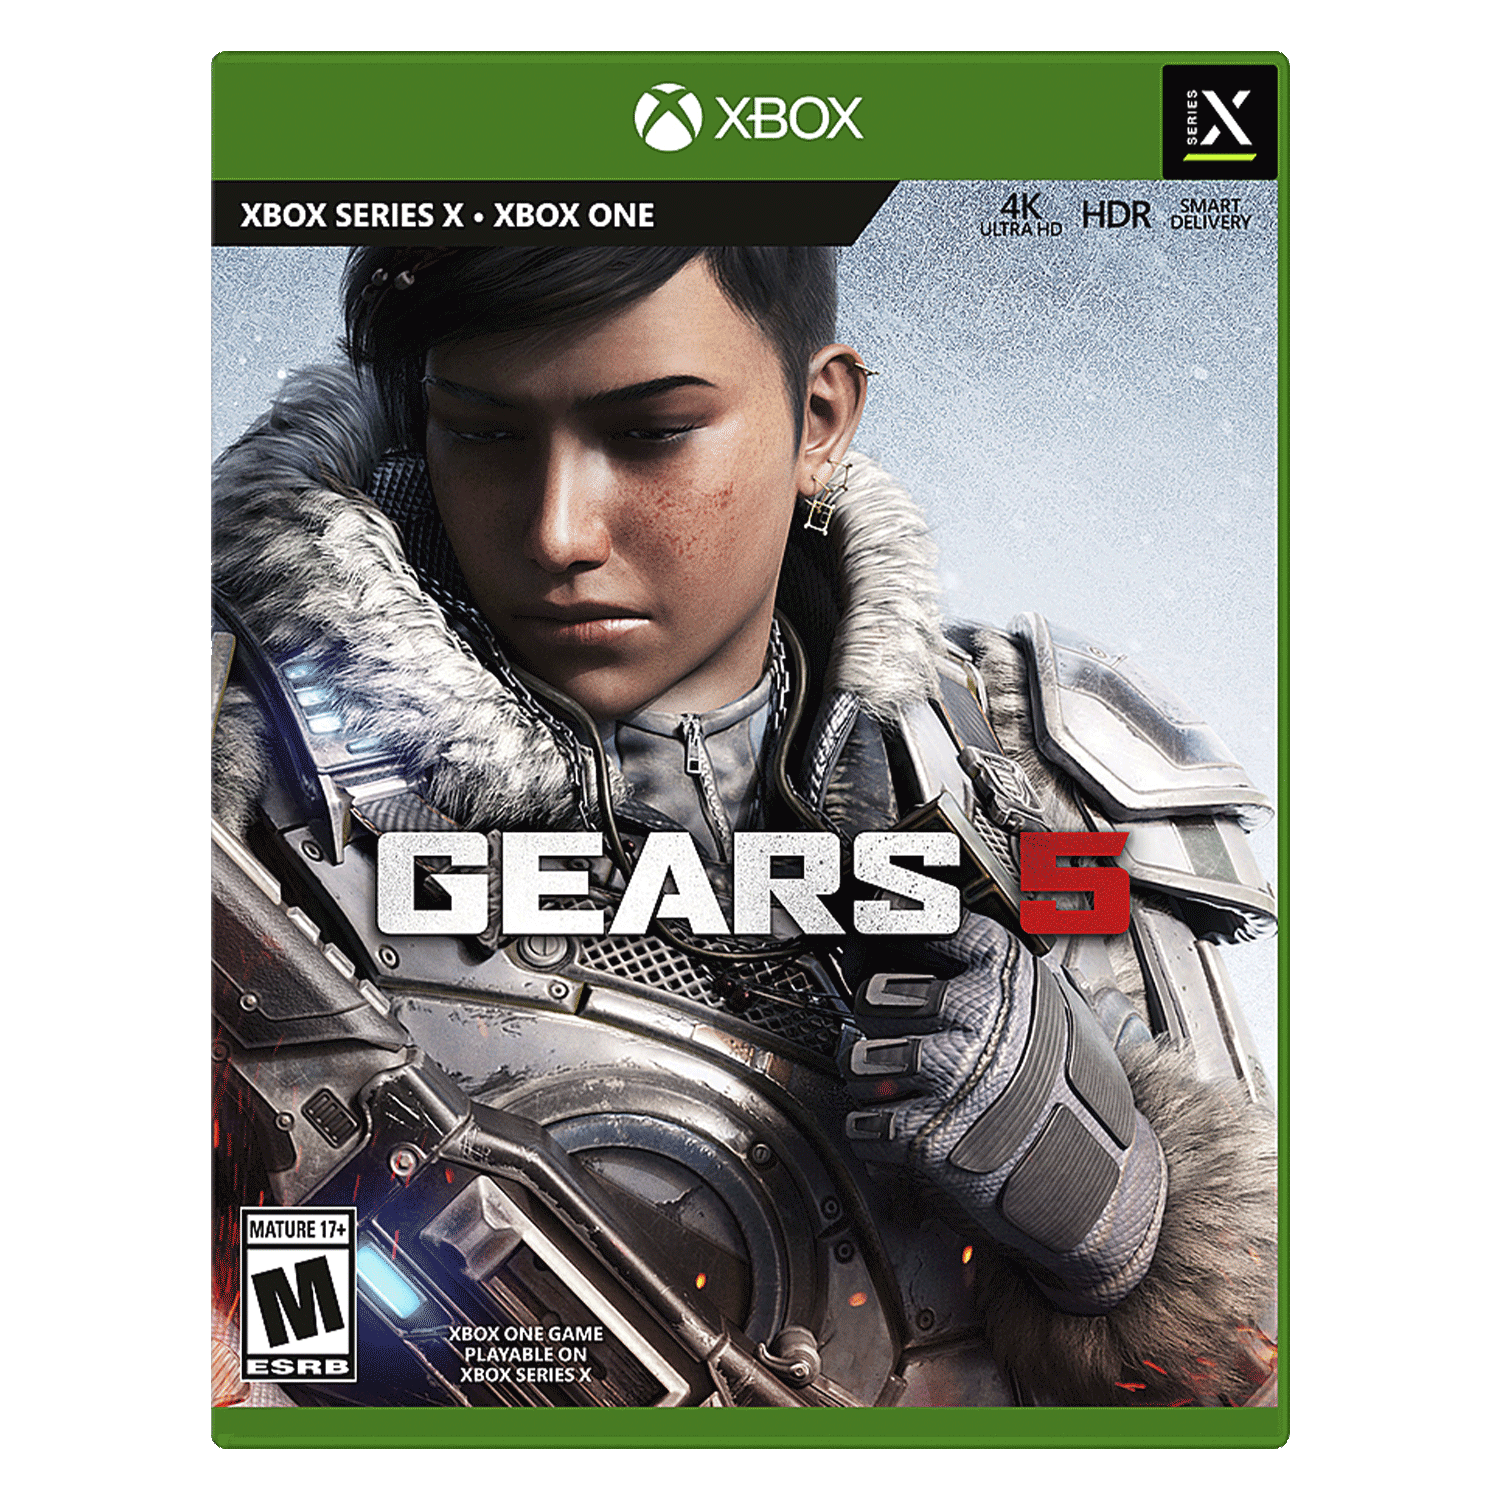 XBOX
SERIES X
XBOX SERIES X • XBOX ONE
4K
ULTRA HD
HDR
SMART
DELIVERY
GEARS 5
MATURE 17+
M
ESRB
XBOX ONE GAME
PLAYABLE ON
XBOX SERIES X